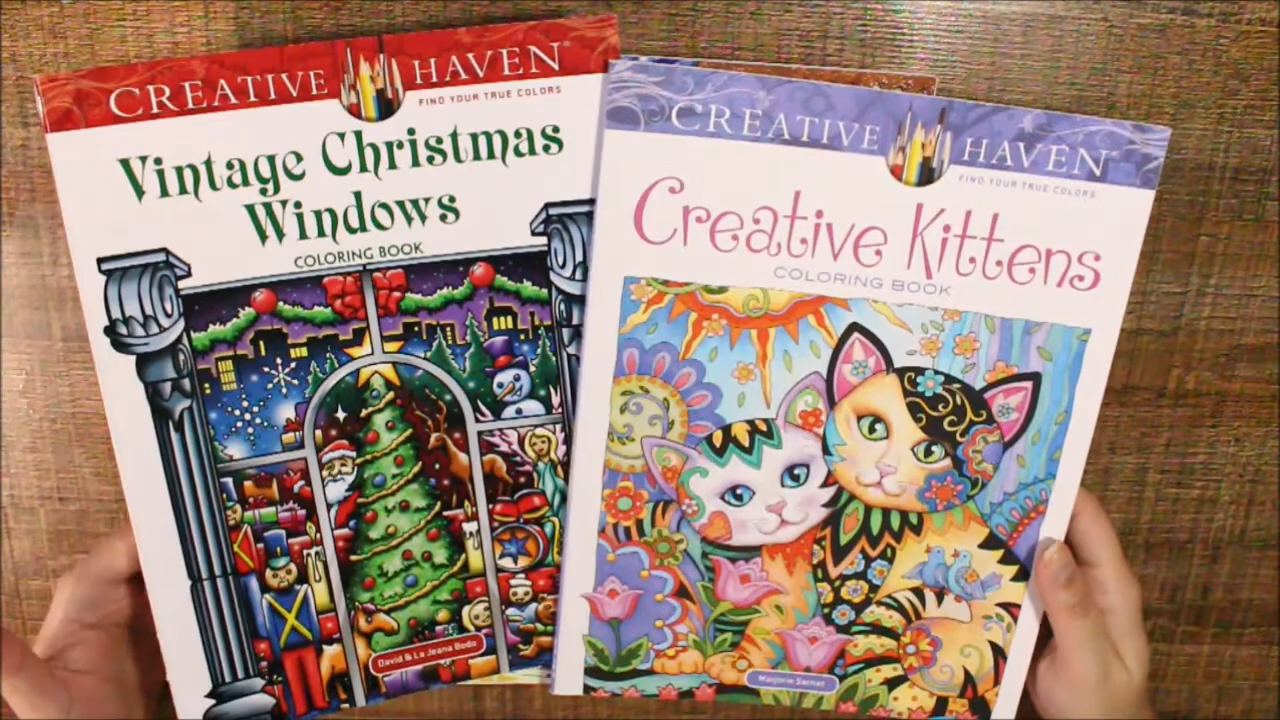 CREATIVE HAVEN
FIND YOUR TRUE COLORS
Vintage Christmas
Windows
COLORING BOOK
David & La Jeana Bodo
CREATIVE HAVEN
FIND YOUR TRUE COLORS
Creative Kittens
COLORING BOOK
Marjorie Sarnat